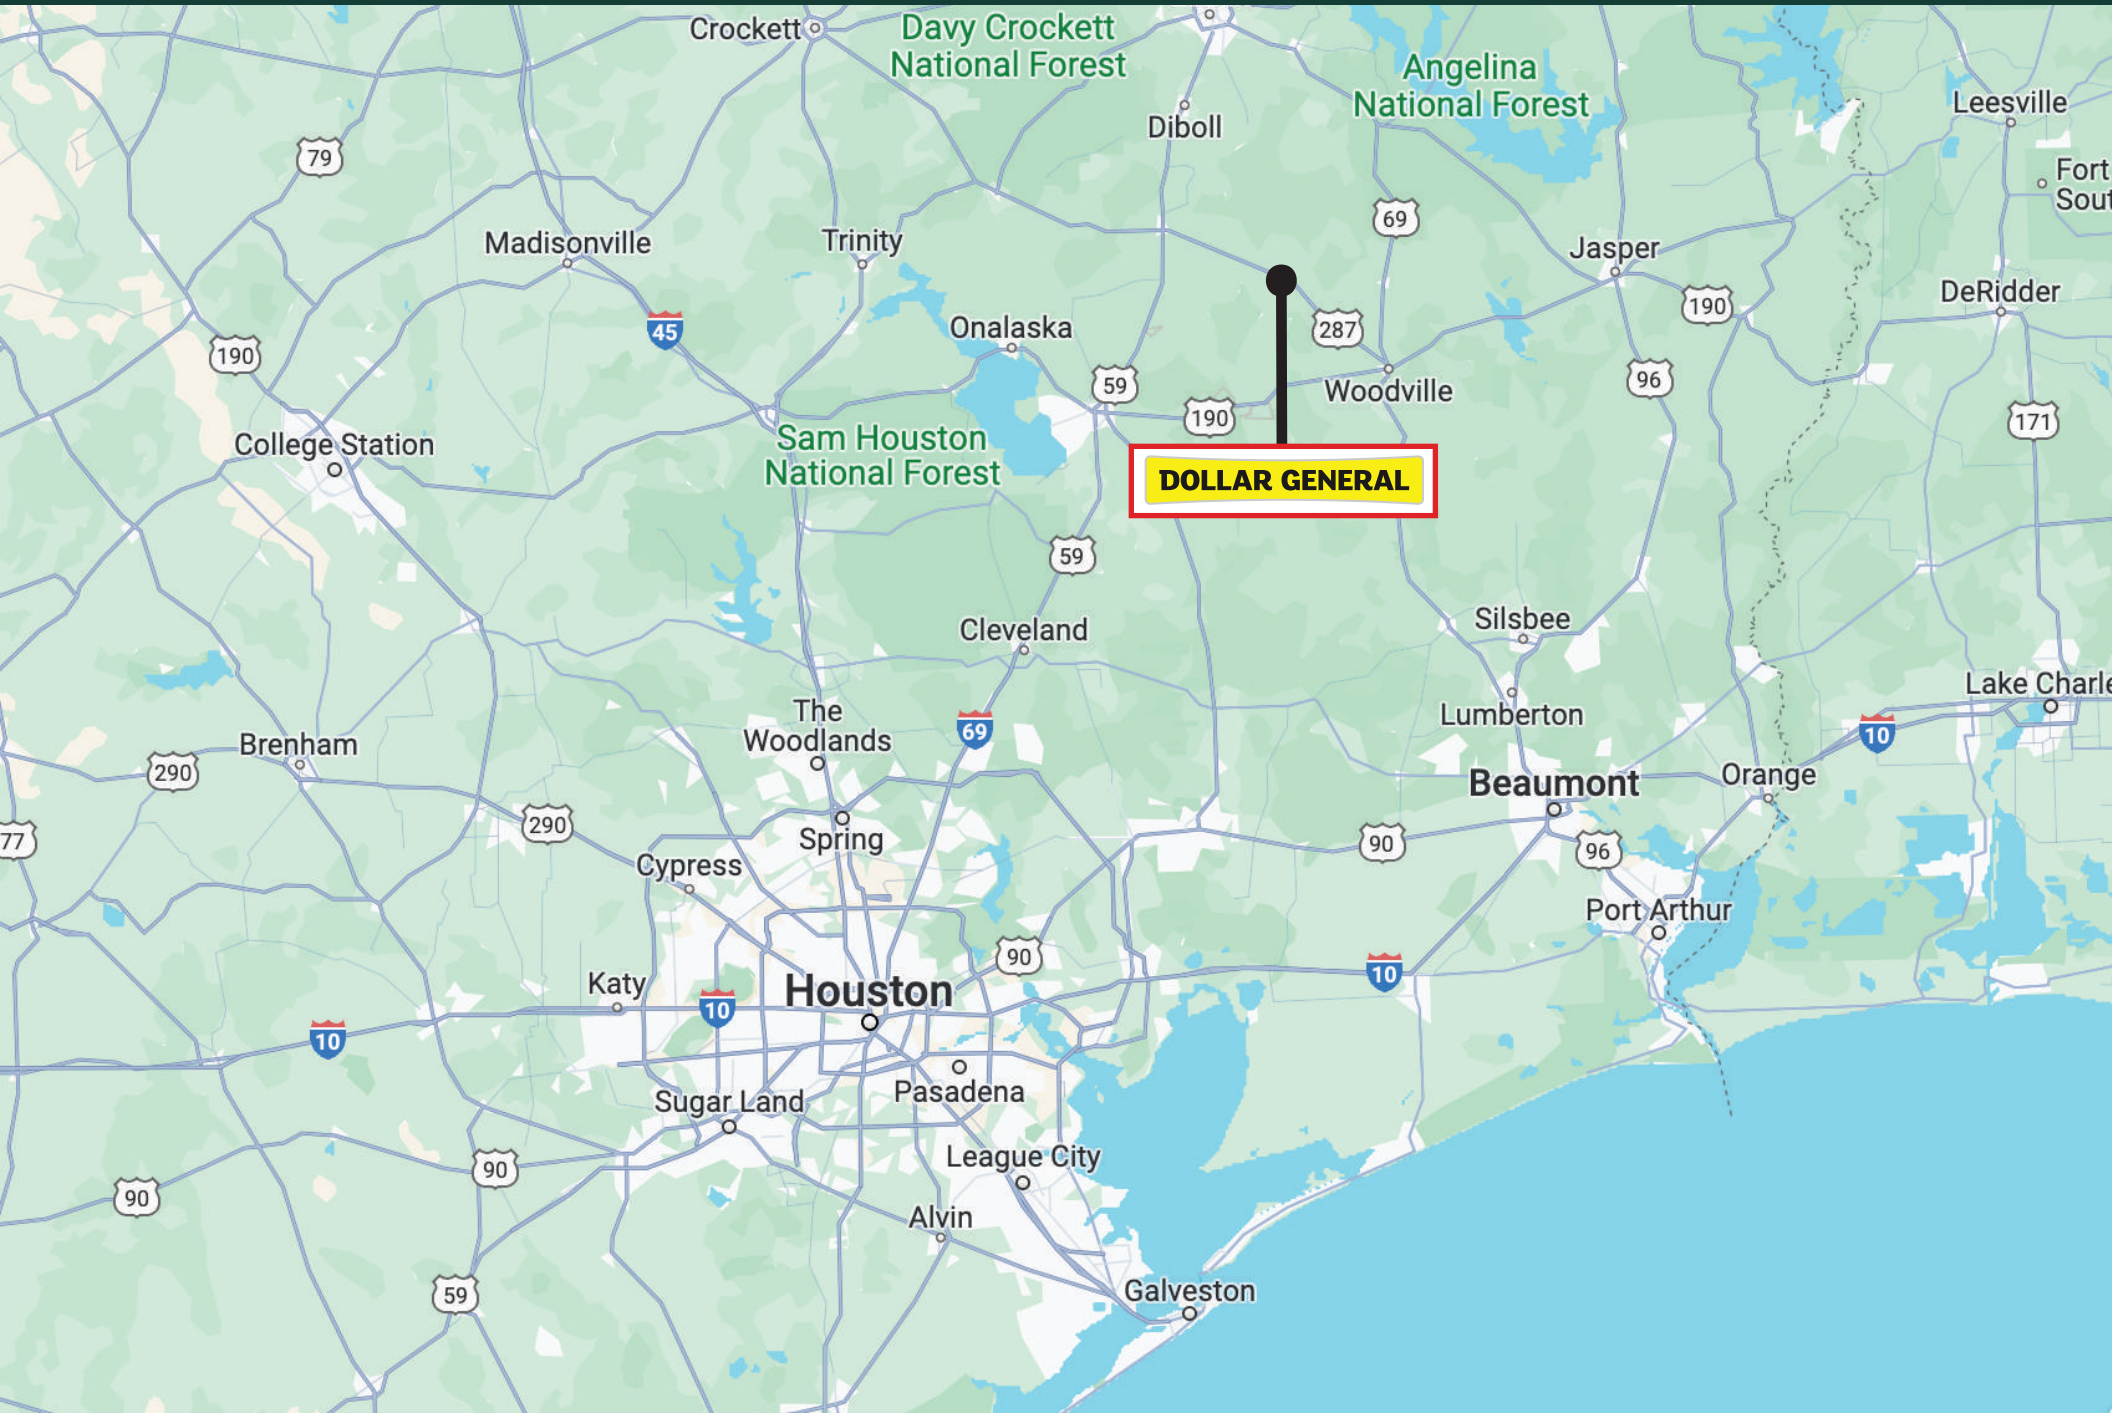 Crockett
Davy Crockett
National Forest
Angelina
National Forest
Leesville
Diboll
79
Fort
Sout
69
Madisonville
Trinity
Jasper
190
DeRidder
45
Onalaska
287
190
59
96
Woodville
190
171
College Station
Sam Houston
National Forest
DOLLAR GENERAL
59
Cleveland
Silsbee
Lake Charle
The
Woodlands
69
Lumberton
10
Brenham
290
Beaumont
Orange
290
Spring
77
90
96
Cypress
Port Arthur
90
Katy
Houston
10
10
10
Pasadena
Sugar Land
League City
90
90
Alvin
59
Galveston